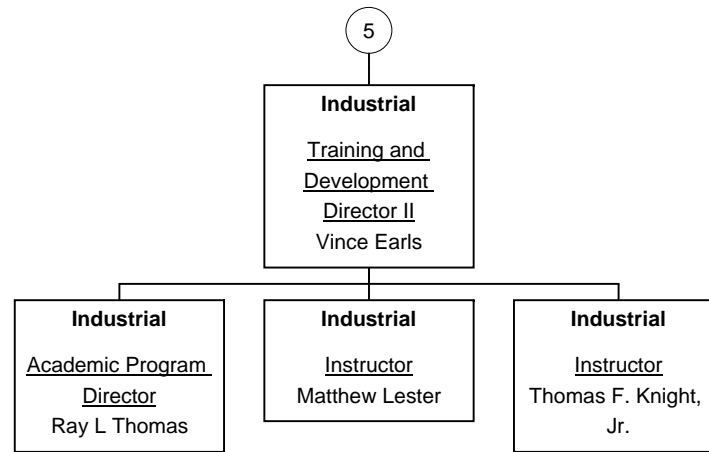 5
Industrial
Training and
Development
Director II
Vince Earls
Industrial
Academic Program
Director
Ray L Thomas
Industrial
Instructor
Matthew Lester
Industrial
Instructor
Thomas F. Knight,
Jr.